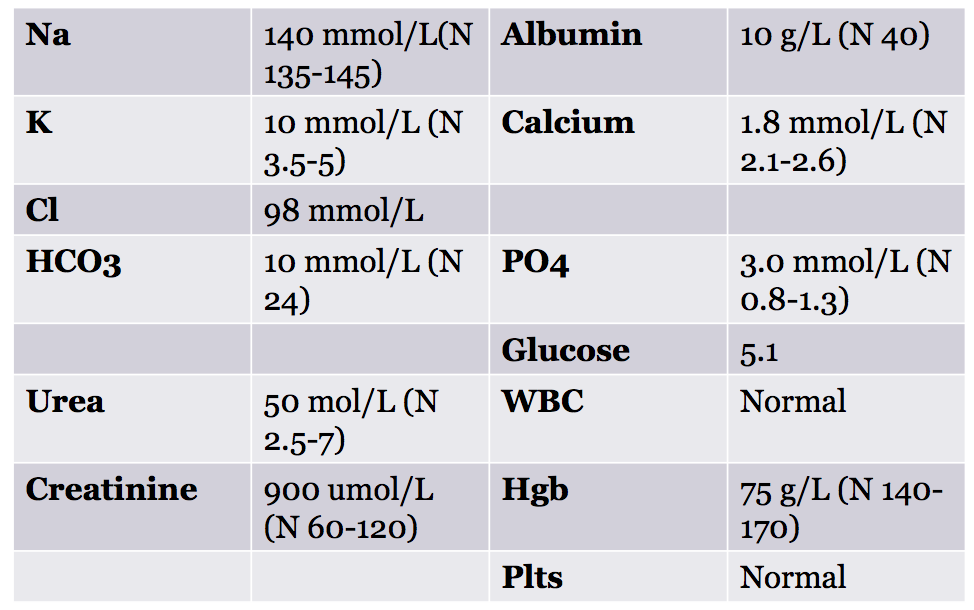 Na 140 mmol/L(N Albumin 10 g/L (N 40)
135-145)
K 10 mmol/L (N Calcium 1.8 mmol/L (N
3.5-5) 2.1-2.6)
Cl 98 mmol/L
HCO3 10 mmol/L (N PO4 3.0 mmol/L (N
24) 0.8-1.3)
Glucose 5.1
Urea 50 mol/L (N WBC Normal
2.5-7)
Creatinine 900 umol/L Hgb 75 g/L (N 140-
(N 60-120) 170)
Plts Normal